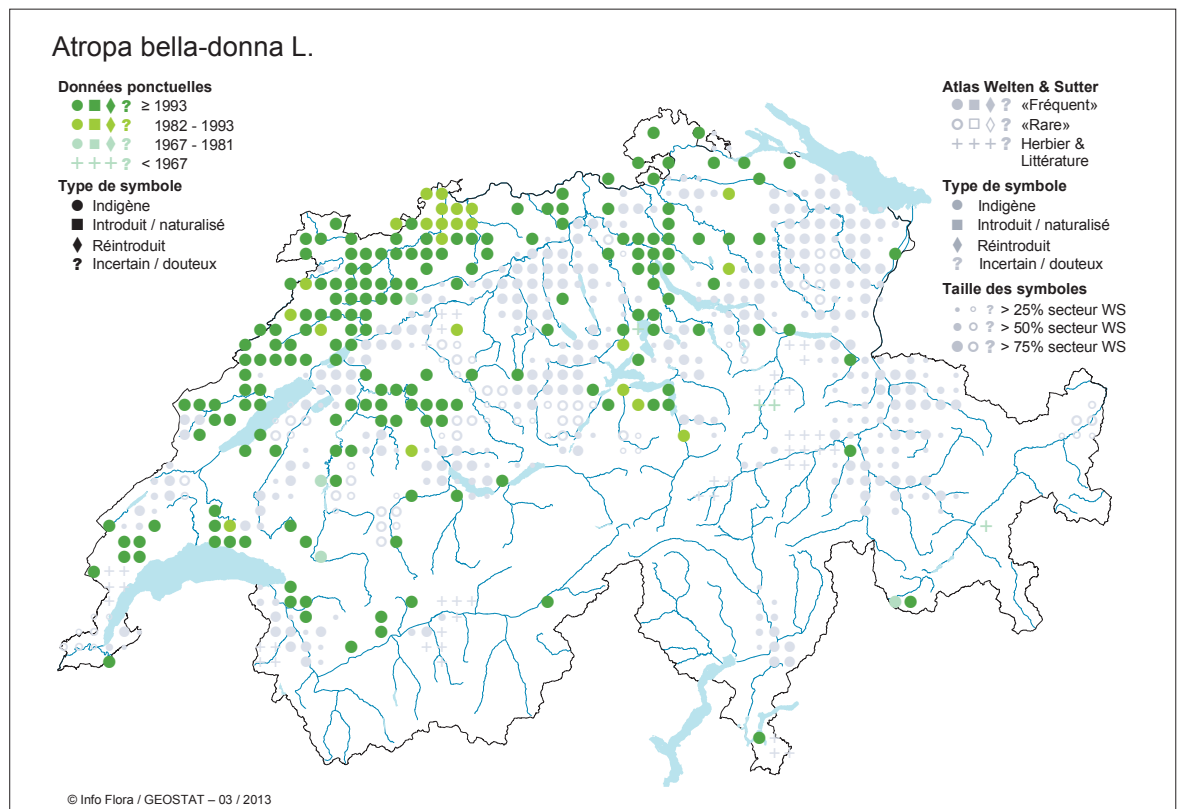 Atropa bella-donna L.
Données ponctuelles
? ≥ 1993
? 1982 - 1993
? 1967 - 1981
+++? < 1967
Type de symbole
Indigène
Introduit / naturalisé
Réintroduit
? Incertain / douteux
Atlas Welten & Sutter
? «Fréquent»
? «Rare»
+++? Herbier &
Littérature
Type de symbole
Indigène
Introduit / naturalisé
Réintroduit
? Incertain / douteux
Taille des symboles
? > 25% secteur WS
? > 50% secteur WS
? > 75% secteur WS
© Info Flora / GEOSTAT – 03 / 2013